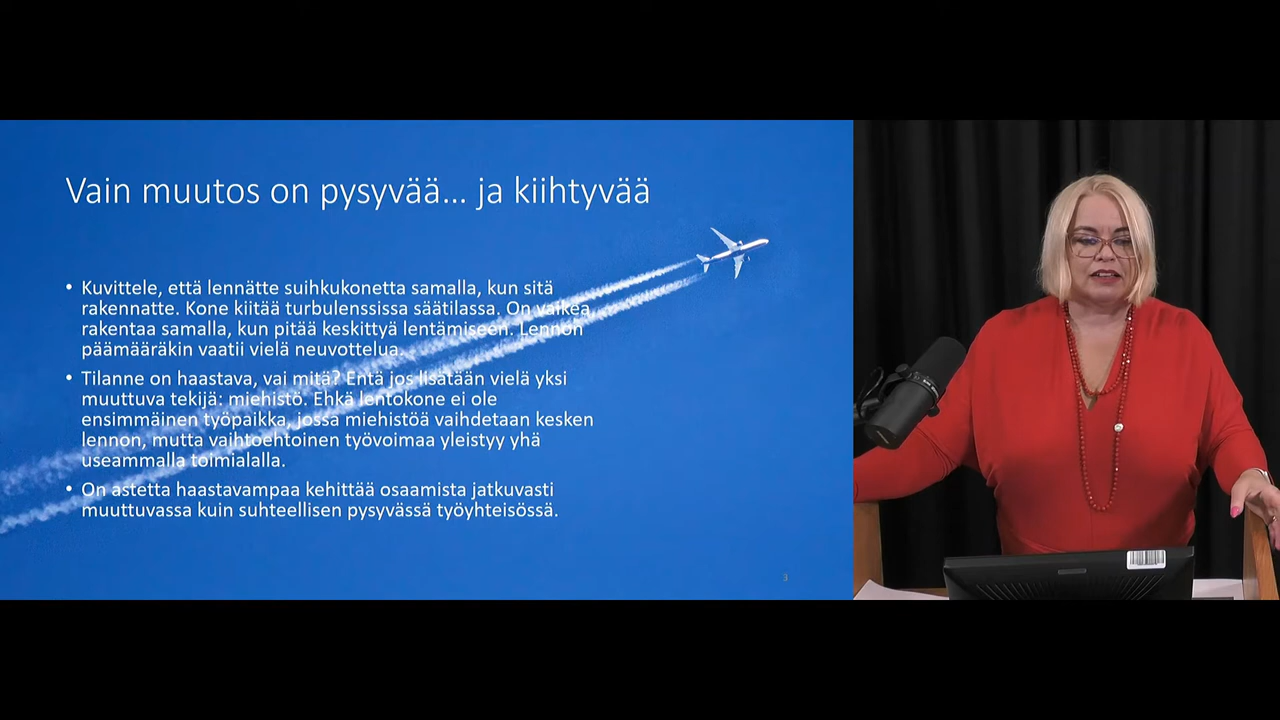 Vain muutos on pysyvää... ja kiihtyvää
• Kuvittele, että lennätte suihkukonetta samalla, kun sitä
rakennatte. Kone kiitää turbulenssissa säätilassa. On vaikea
rakentaa samalla, kun pitää keskittyä lentämiseen. Lennon
päämääräkin vaatii vielä neuvottelua.
• Tilanne on haastava, vai mitä? Entä jos lisätään vielä yksi
muuttuva tekijä: miehistö. Ehkä lentokone ei ole
ensimmäinen työpaikka, jossa miehistöä vaihdetaan kesken
lennon, mutta vaihtoehtoinen työvoimaa yleistyy yhä
useammalla toimialalla.
• On astetta haastavampaa kehittää osaamista jatkuvasti
muuttuvassa kuin suhteellisen pysyvässä työyhteisössä.
3